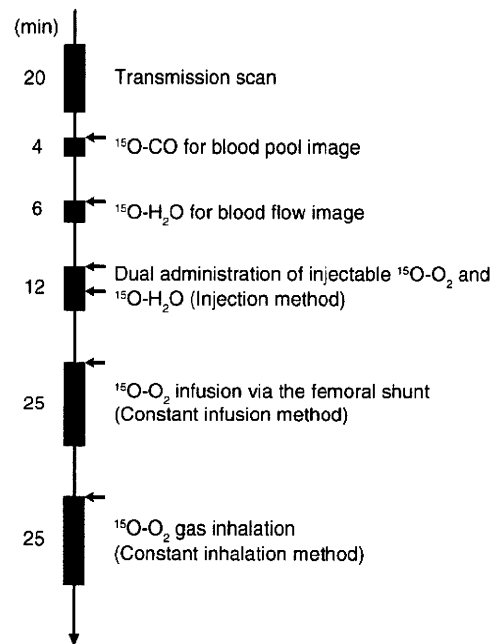 (min)
20 Transmission scan
4 ¹⁵O-CO for blood pool image
6 ¹⁵O-H₂O for blood flow image
12 Dual administration of injectable ¹⁵O-O₂ and
¹⁵O-H₂O (Injection method)
25 ¹⁵O-O₂ infusion via the femoral shunt
(Constant infusion method)
25 ¹⁵O-O₂ gas inhalation
(Constant inhalation method)